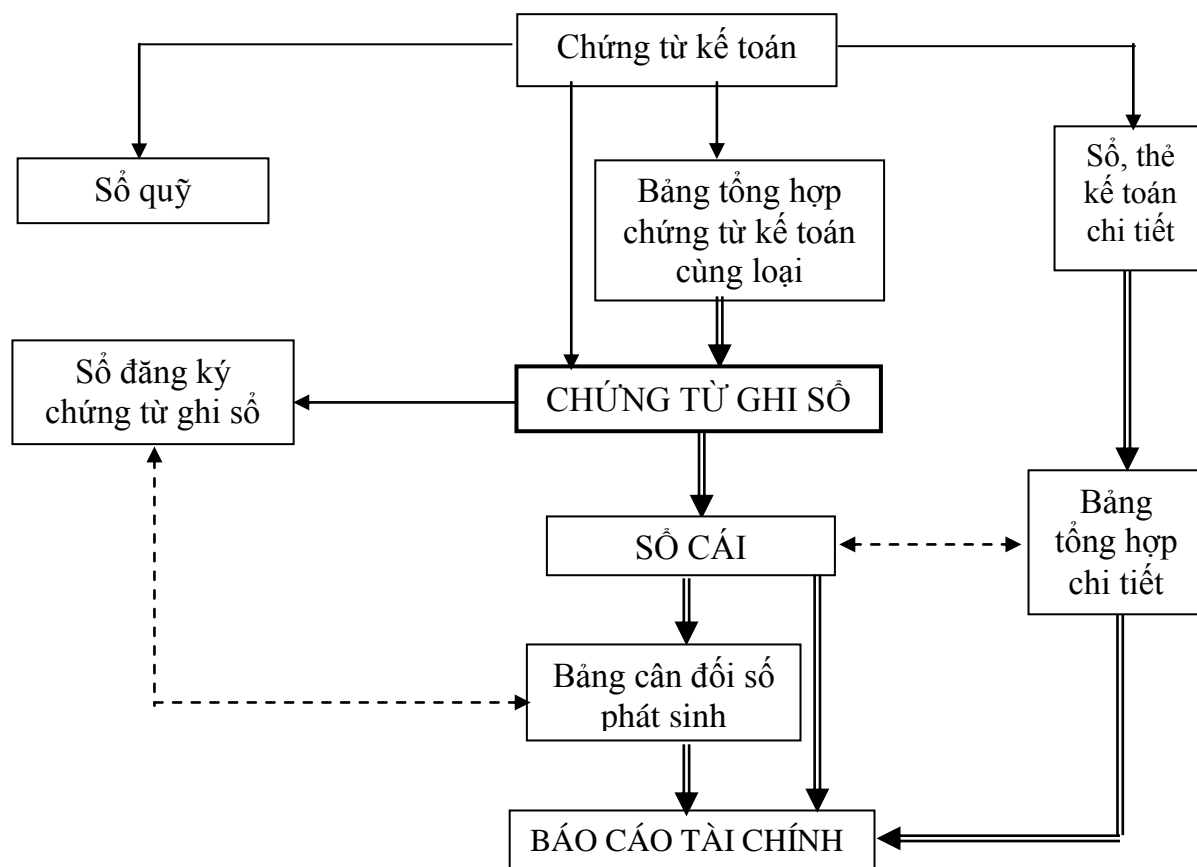 Chứng từ kế toán
Sổ quỹ
Bảng tổng hợp
chứng từ kế toán
cùng loại
Sổ, thẻ
kế toán
chi tiết
Sổ đăng ký
chứng từ ghi sổ
CHỨNG TỪ GHI SỔ
SỔ CÁI
Bảng
tổng hợp
chi tiết
Bảng cân đối số
phát sinh
BÁO CÁO TÀI CHÍNH